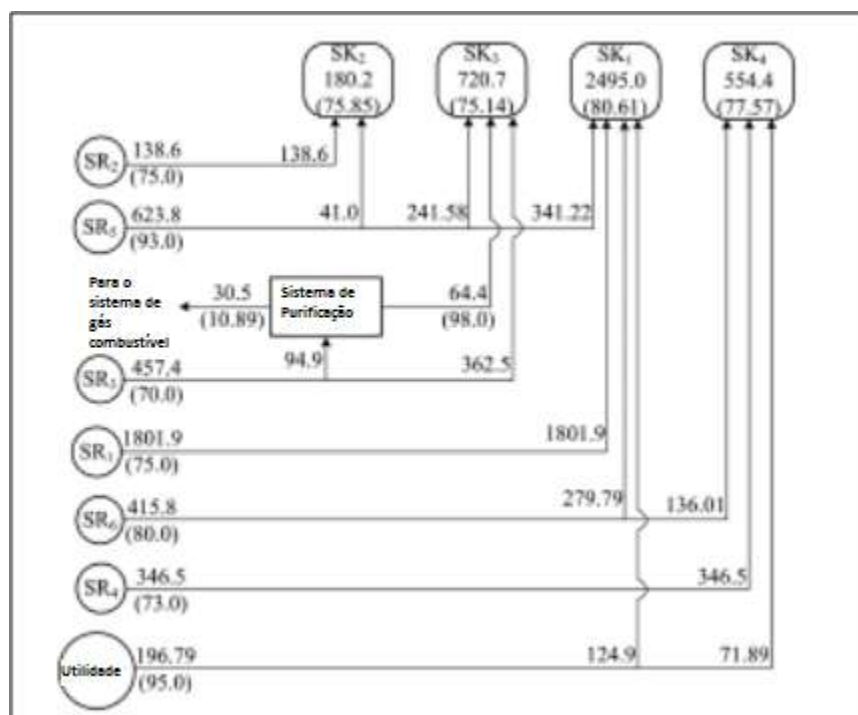 SK₂ SK₃ SK₁ SK₄
180.2 720.7 2495.0 554.4
(75.85) (75.14) (80.61) (77.57)
SR₂ 138.6 138.6
(75.0)
SR₅ 623.8 41.0 241.58 341.22
(93.0)
Para o
sistema de
gás
combustível
30.5
(10.89)
Sistema de
Purificação
64.4
(98.0)
94.9
SR₃ 457.4 362.5
(70.0)
SR₁ 1801.9 1801.9
(75.0)
SR₆ 415.8 279.79 136.01
(80.0)
SR₄ 346.5 346.5
(73.0)
Utilidade 196.79 124.9 71.89
(95.0)